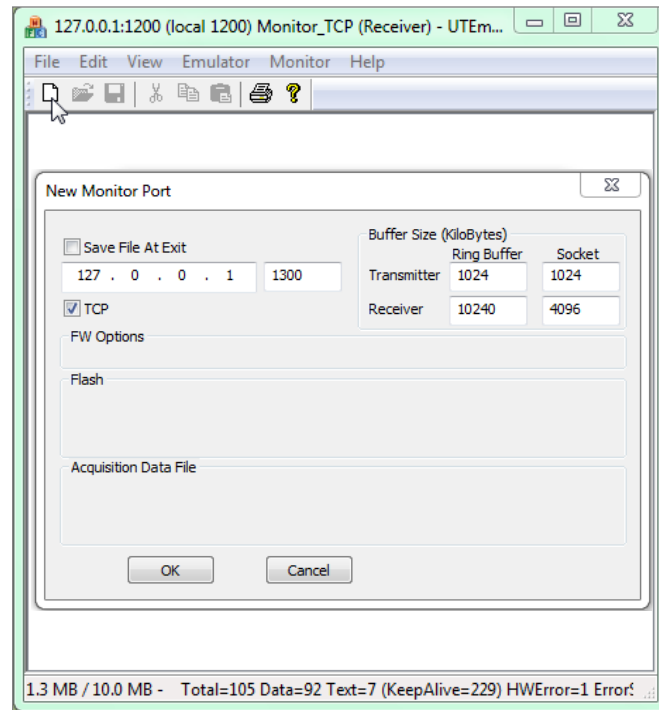 127.0.0.1:1200 (local 1200) Monitor_TCP (Receiver) - UTEm...
File Edit View Emulator Monitor Help
New Monitor Port
Save File At Exit
127 . 0 . 0 . 1 1300
TCP
Buffer Size (KiloBytes)
Ring Buffer Socket
Transmitter 1024 1024
Receiver 10240 4096
FW Options
Flash
Acquisition Data File
OK Cancel
1.3 MB / 10.0 MB - Total=105 Data=92 Text=7 (KeepAlive=229) HWError=1